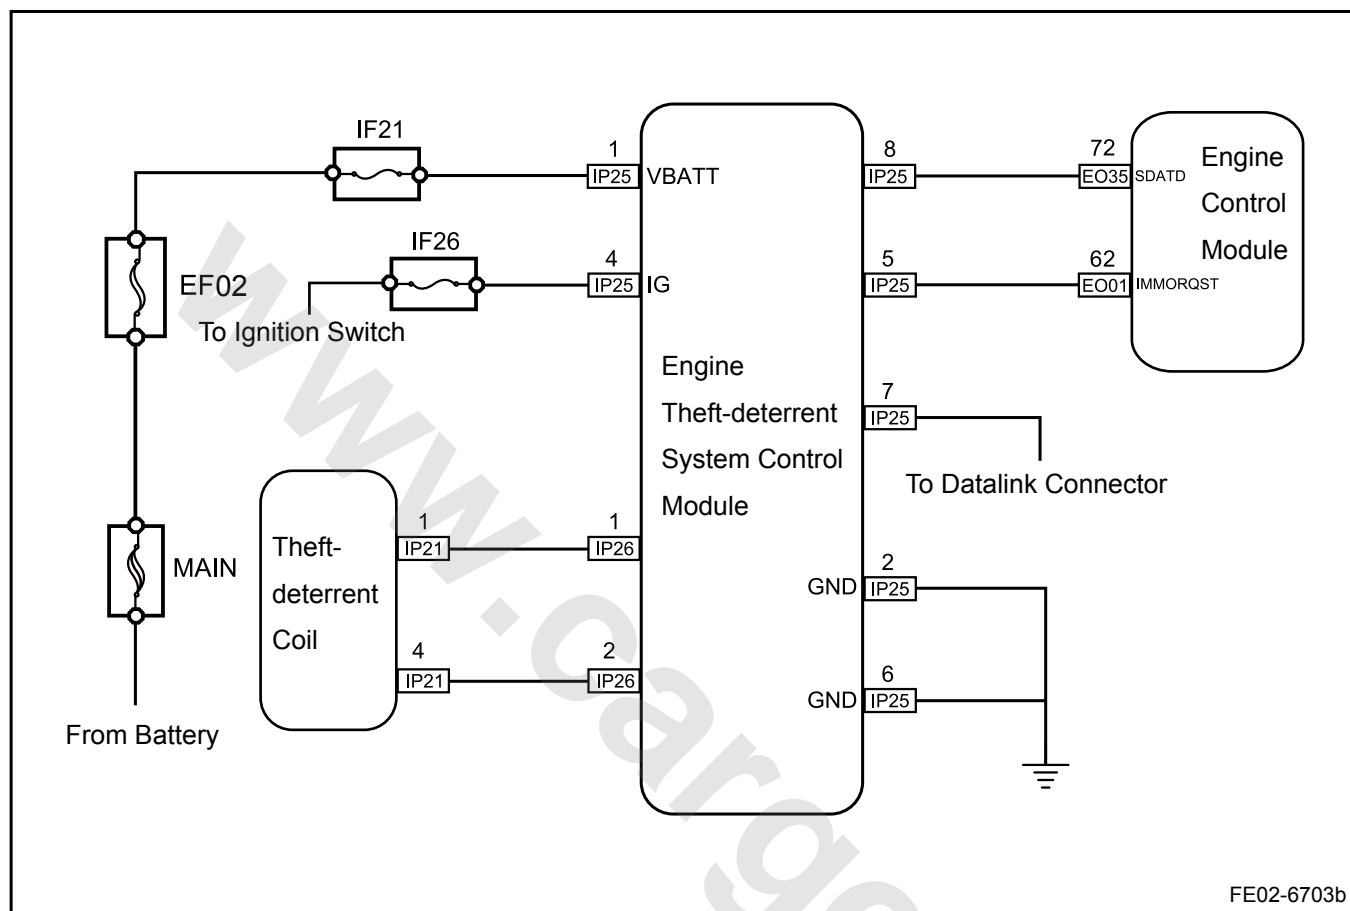 IF21
1
IP25
VBATT
8
IP25
72
EO35
SDATD
Engine
Control
Module
EF02
IF26
4
IP25
IG
To Ignition Switch
5
IP25
62
EO01
IMMORQST
Engine
Theft-deterrent
System Control
Module
7
IP25
To Datalink Connector
MAIN
Theft-
deterrent
Coil
1
IP21
1
IP26
4
IP21
2
IP26
GND
2
IP25
GND
6
IP25
From Battery
www.carge
FE02-6703b